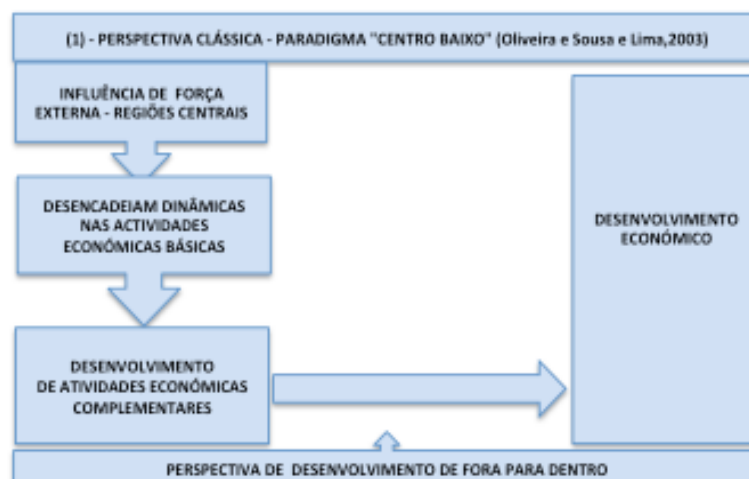 (1) - PERSPECTIVA CLÁSSICA - PARADIGMA "CENTRO BAIXO" (Oliveira e Sousa e Lima,2003)
INFLUÊNCIA DE FORÇA
EXTERNA - REGIÕES CENTRAIS
DESENCADEIAM DINÂMICAS
NAS ACTIVIDADES
ECONÓMICAS BÁSICAS
DESENVOLVIMENTO
DE ATIVIDADES ECONÓMICAS
COMPLEMENTARES
DESENVOLVIMENTO
ECONÓMICO
PERSPECTIVA DE DESENVOLVIMENTO DE FORA PARA DENTRO